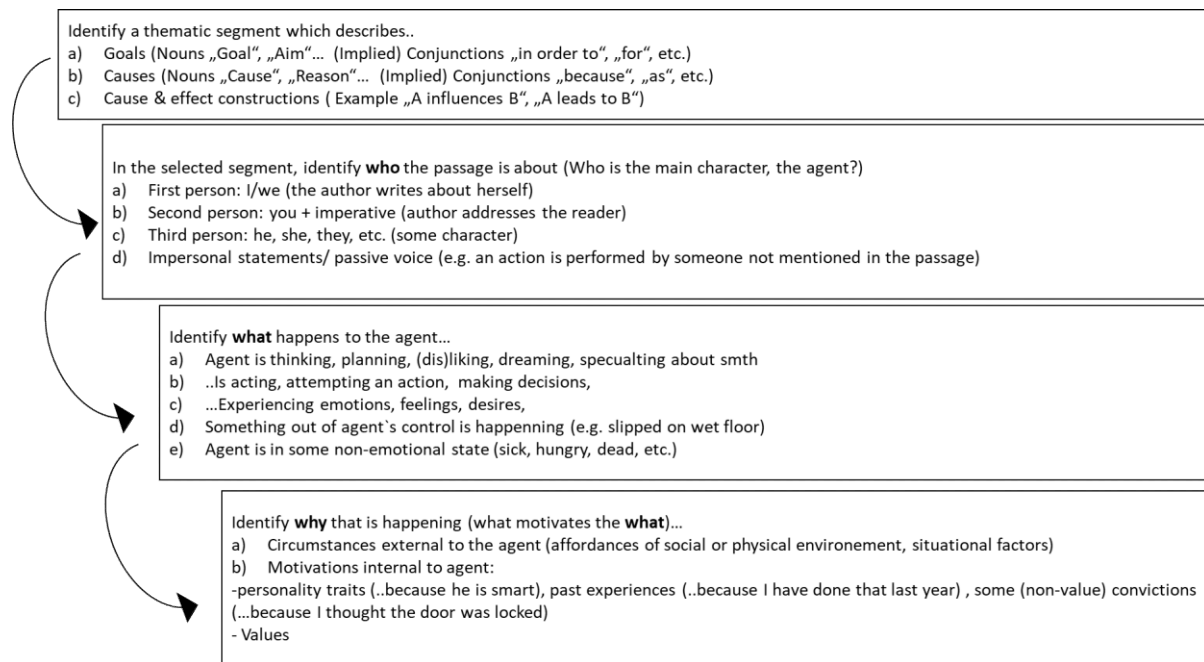 Identify a thematic segment which describes..
a) Goals (Nouns „Goal“, „Aim“... (Implied) Conjunctions „in order to“, „for“, etc.)
b) Causes (Nouns „Cause“, „Reason“... (Implied) Conjunctions „because“, „as“, etc.)
c) Cause & effect constructions ( Example „A influences B“, „A leads to B“)
In the selected segment, identify who the passage is about (Who is the main character, the agent?)
a) First person: I/we (the author writes about herself)
b) Second person: you + imperative (author addresses the reader)
c) Third person: he, she, they, etc. (some character)
d) Impersonal statements/ passive voice (e.g. an action is performed by someone not mentioned in the passage)
Identify what happens to the agent...
a) Agent is thinking, planning, (dis)liking, dreaming, specualting about smth
b) ..Is acting, attempting an action, making decisions,
c) ...Experiencing emotions, feelings, desires,
d) Something out of agent`s control is happenning (e.g. slipped on wet floor)
e) Agent is in some non-emotional state (sick, hungry, dead, etc.)
Identify why that is happening (what motivates the what)...
a) Circumstances external to the agent (affordances of social or physical environement, situational factors)
b) Motivations internal to agent:
-personality traits (..because he is smart), past experiences (..because I have done that last year) , some (non-value) convictions
(...because I thought the door was locked)
- Values